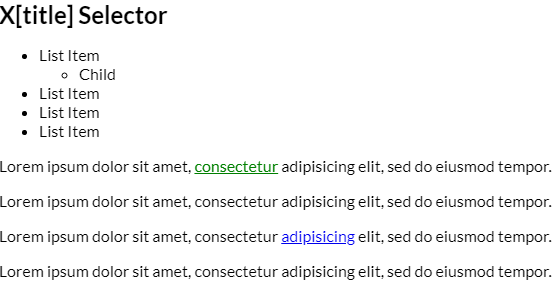 X[title] Selector
List Item
Child
List Item
List Item
List Item
Lorem ipsum dolor sit amet, consectetur adipisicing elit, sed do eiusmod tempor.
Lorem ipsum dolor sit amet, consectetur adipisicing elit, sed do eiusmod tempor.
Lorem ipsum dolor sit amet, consectetur adipisicing elit, sed do eiusmod tempor.
Lorem ipsum dolor sit amet, consectetur adipisicing elit, sed do eiusmod tempor.